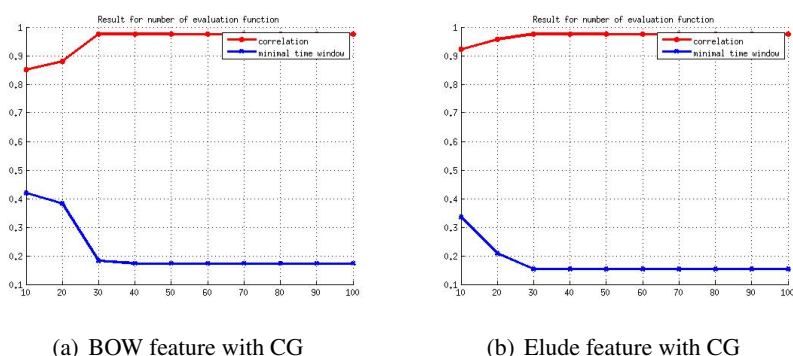 Result for number of evaluation function
correlation
minimal time window
1
0.9
0.8
0.7
0.6
0.5
0.4
0.3
0.2
0.1
10 20 30 40 50 60 70 80 90 100
(a) BOW feature with CG
Result for number of evaluation function
correlation
minimal time window
1
0.9
0.8
0.7
0.6
0.5
0.4
0.3
0.2
0.1
10 20 30 40 50 60 70 80 90 100
(b) Elude feature with CG